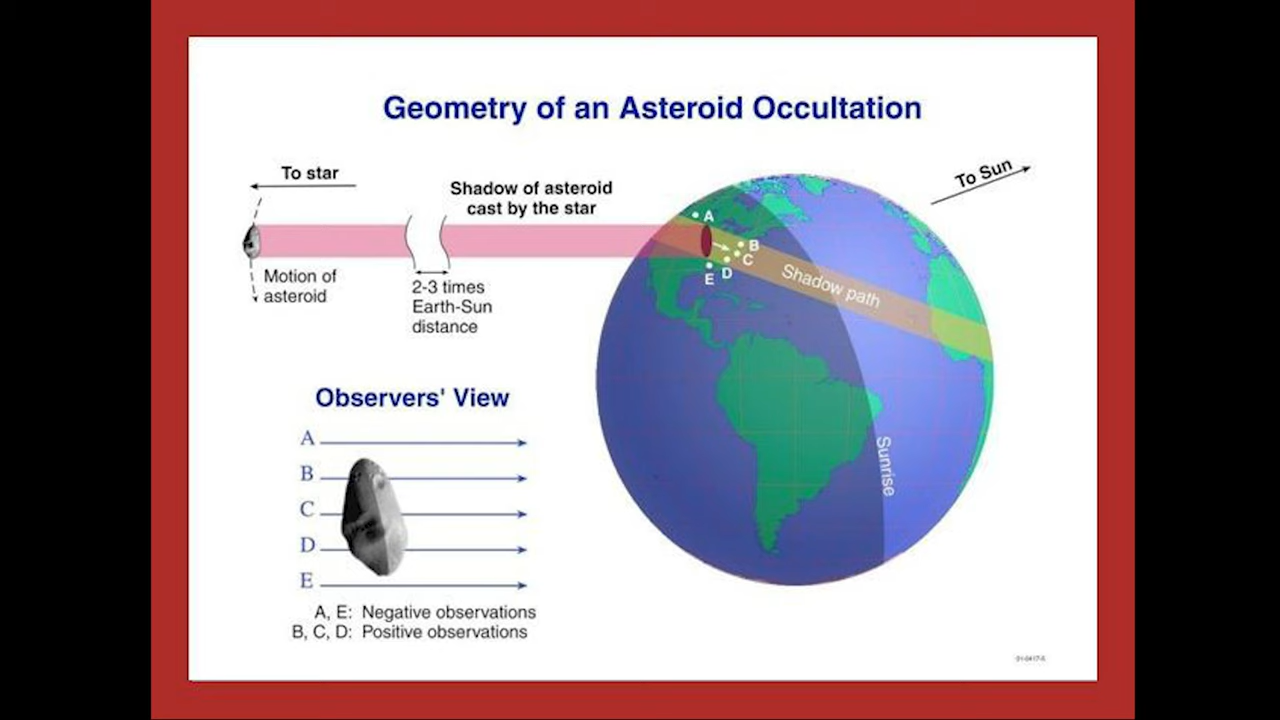 Geometry of an Asteroid Occultation
To star
To Sun
Shadow of asteroid
cast by the star
A
B
C
D
E
Motion of
asteroid
2-3 times
Earth-Sun
distance
Shadow path
Sunrise
Observers' View
A
B
C
D
E
A, E: Negative observations
B, C, D: Positive observations